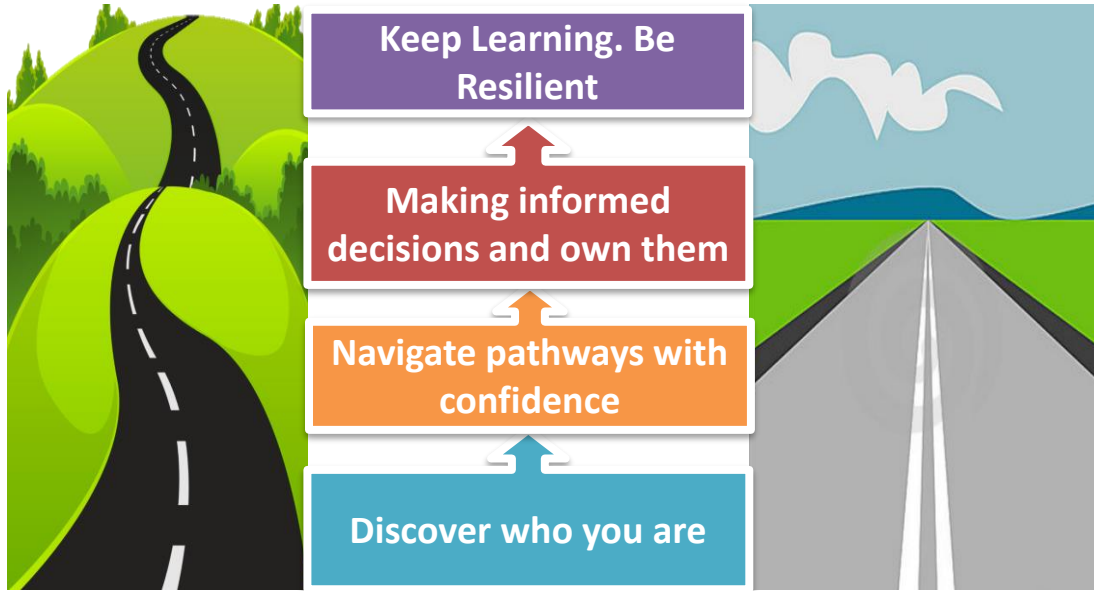 Keep Learning. Be
Resilient
Making informed
decisions and own them
Navigate pathways with
confidence
Discover who you are